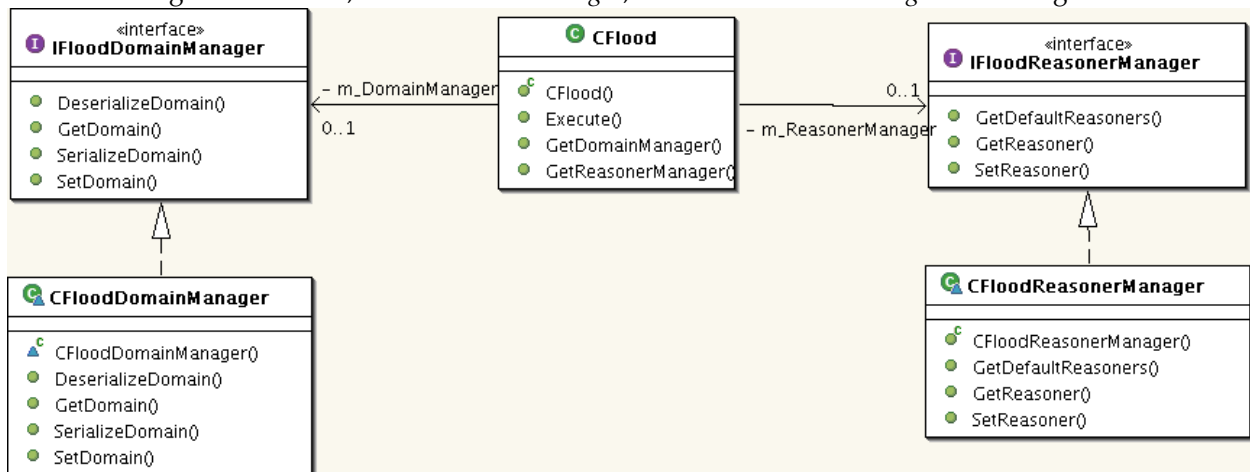 «interface»
IFloodDomainManager
DeserializeDomain()
GetDomain()
SerializeDomain()
SetDomain()
- m_DomainManager
0..1
CFlood
CFlood()
Execute()
GetDomainManager()
GetReasonerManager()
0..1
- m_ReasonerManager
«interface»
IFloodReasonerManager
GetDefaultReasoners()
GetReasoner()
SetReasoner()
CFloodDomainManager
CFloodDomainManager()
DeserializeDomain()
GetDomain()
SerializeDomain()
SetDomain()
CFloodReasonerManager
CFloodReasonerManager()
GetDefaultReasoners()
GetReasoner()
SetReasoner()